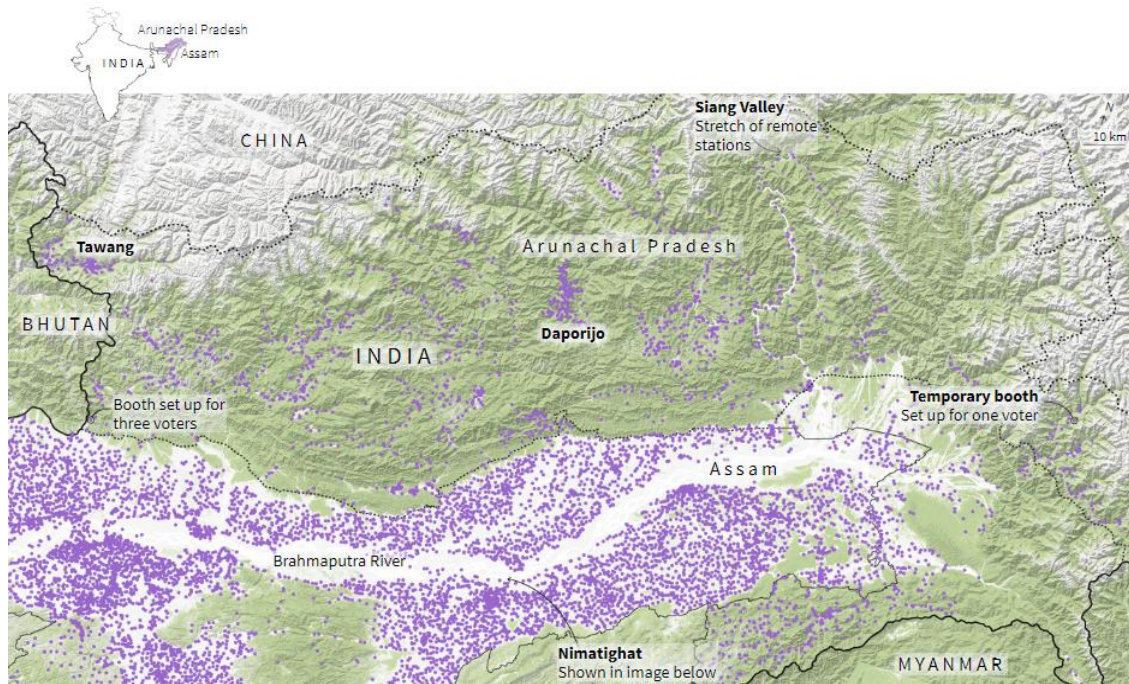 Arunachal Pradesh
INDIA
Assam
Siang Valley
Stretch of remote
stations
N
10 km
CHINA
Tawang
Arunachal Pradesh
BHUTAN
Daporijo
INDIA
Booth set up for
three voters
Temporary booth
Set up for one voter
Assam
Brahmaputra River
Nimatighat
Shown in image below
MYANMAR